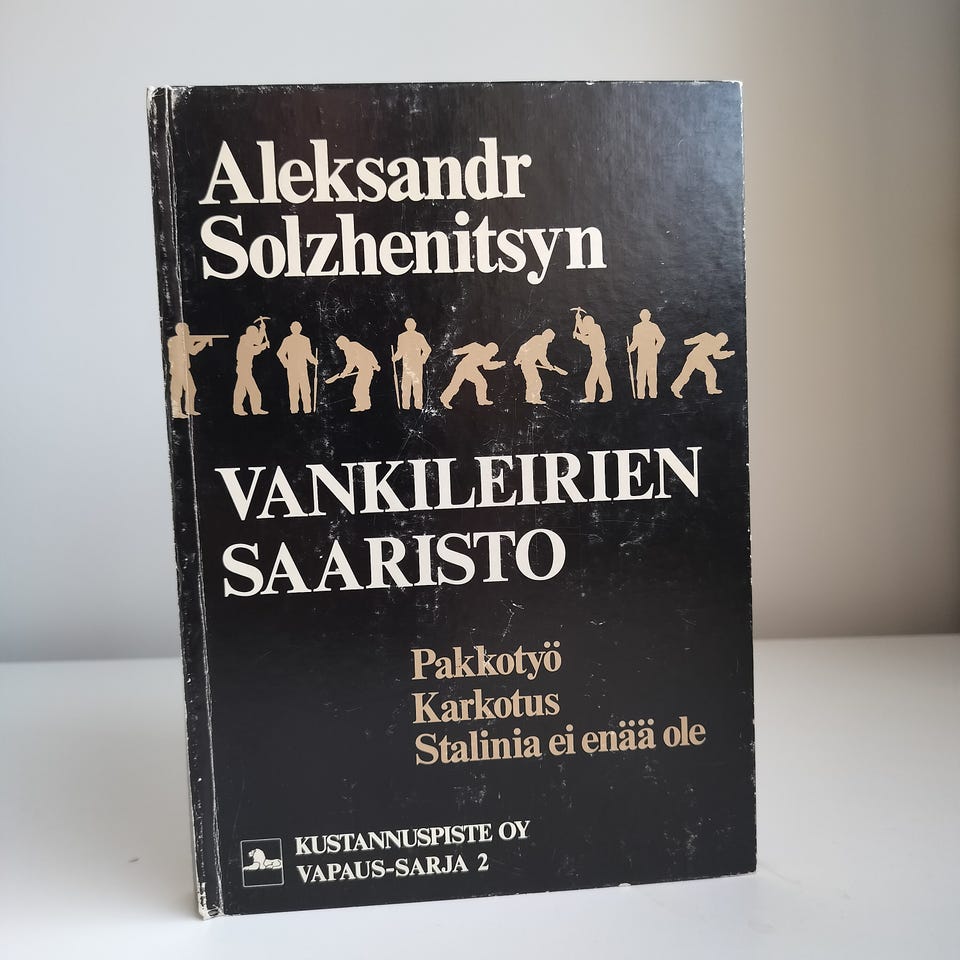 Aleksandr
Solzhenitsyn
VANKILEIRIEN
SAARISTO
Pakkotyö
Karkotus
Stalinia ei enää ole
KUSTANNUSPISTE OY
VAPAUS-SARJA 2